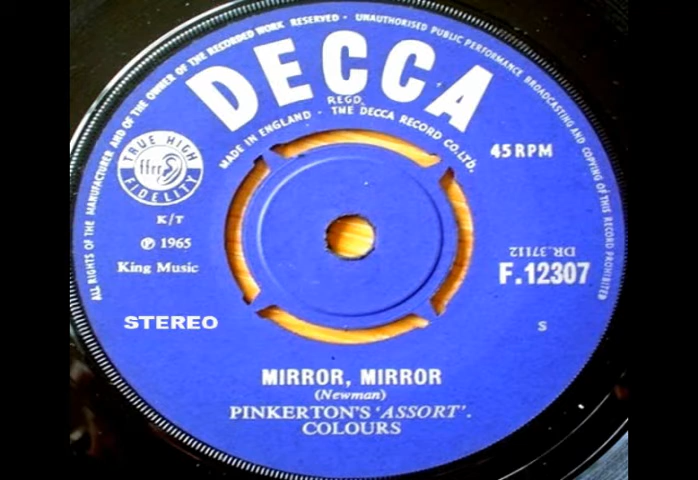 ALL RIGHTS OF THE MANUFACTURER AND OF THE OWNER OF THE RECORDED WORK RESERVED · UNAUTHORISED PUBLIC PERFORMANCE BROADCASTING AND COPYING OF THIS RECORD PROHIBITED
DECCA
REGD.
MADE IN ENGLAND · THE DECCA RECORD CO. LTD.
45 RPM
TRUE HIGH
ffrr
FIDELITY
K/T
Ⓟ 1965
King Music
DR.37112
F.12307
STEREO
S
MIRROR, MIRROR
(Newman)
PINKERTON'S 'ASSORT'.
COLOURS